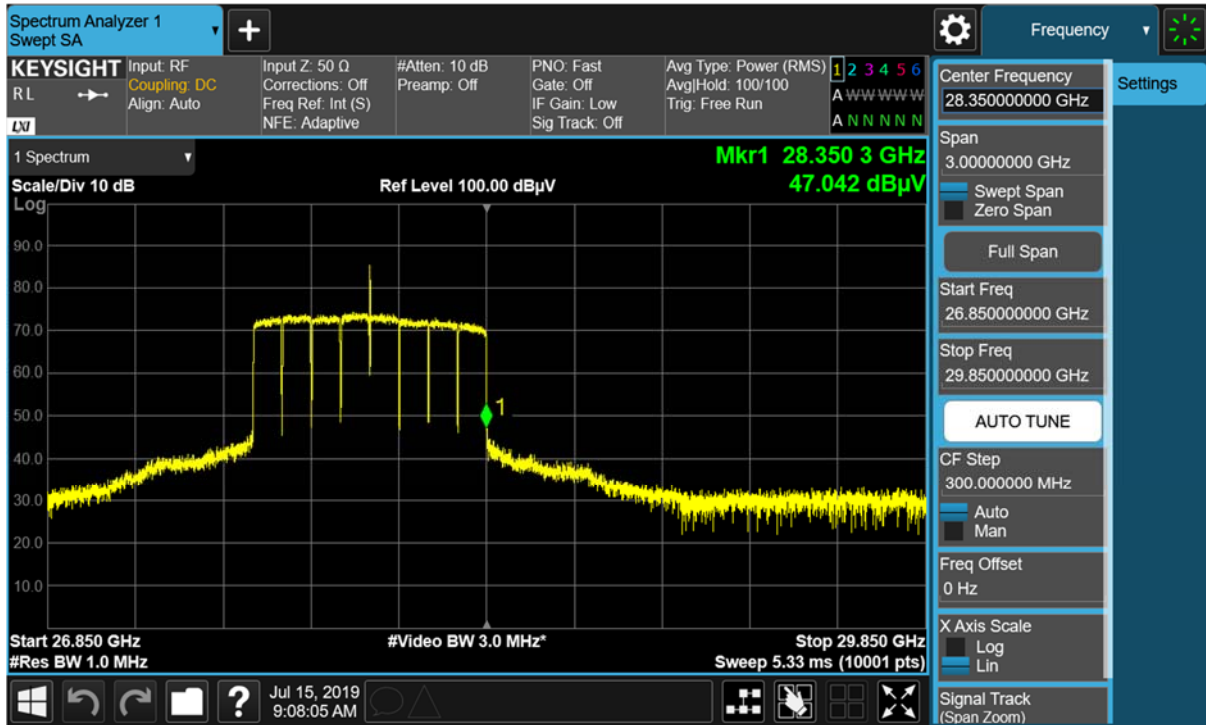 Spectrum Analyzer 1
Swept SA
Frequency
KEYSIGHT
RL
LXI
Input: RF
Coupling: DC
Align: Auto
Input Z: 50 Ω
Corrections: Off
Freq Ref: Int (S)
NFE: Adaptive
#Atten: 10 dB
Preamp: Off
PNO: Fast
Gate: Off
IF Gain: Low
Sig Track: Off
Avg Type: Power (RMS)
Avg|Hold: 100/100
Trig: Free Run
1 2 3 4 5 6
A W W W W W
A N N N N N
1 Spectrum
Scale/Div 10 dB
Ref Level 100.00 dBµV
Mkr1 28.350 3 GHz
47.042 dBµV
Log
90.0
80.0
70.0
60.0
50.0
40.0
30.0
20.0
10.0
1
Start 26.850 GHz
#Video BW 3.0 MHz*
Stop 29.850 GHz
#Res BW 1.0 MHz
Sweep 5.33 ms (10001 pts)
?
Jul 15, 2019
9:08:05 AM
Center Frequency
28.350000000 GHz
Span
3.00000000 GHz
Swept Span
Zero Span
Full Span
Start Freq
26.850000000 GHz
Stop Freq
29.850000000 GHz
AUTO TUNE
CF Step
300.000000 MHz
Auto
Man
Freq Offset
0 Hz
X Axis Scale
Log
Lin
Signal Track
(Span Zoom)
Settings